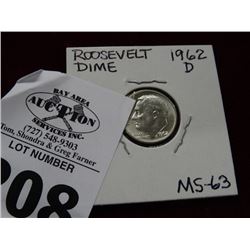 ROOSEVELT 1962
DIME D
MS-63
BAY AREA
AUCTION
SERVICES INC.
(727) 548-9303
Tom, Shondra & Greg Farner
LOT NUMBER
208